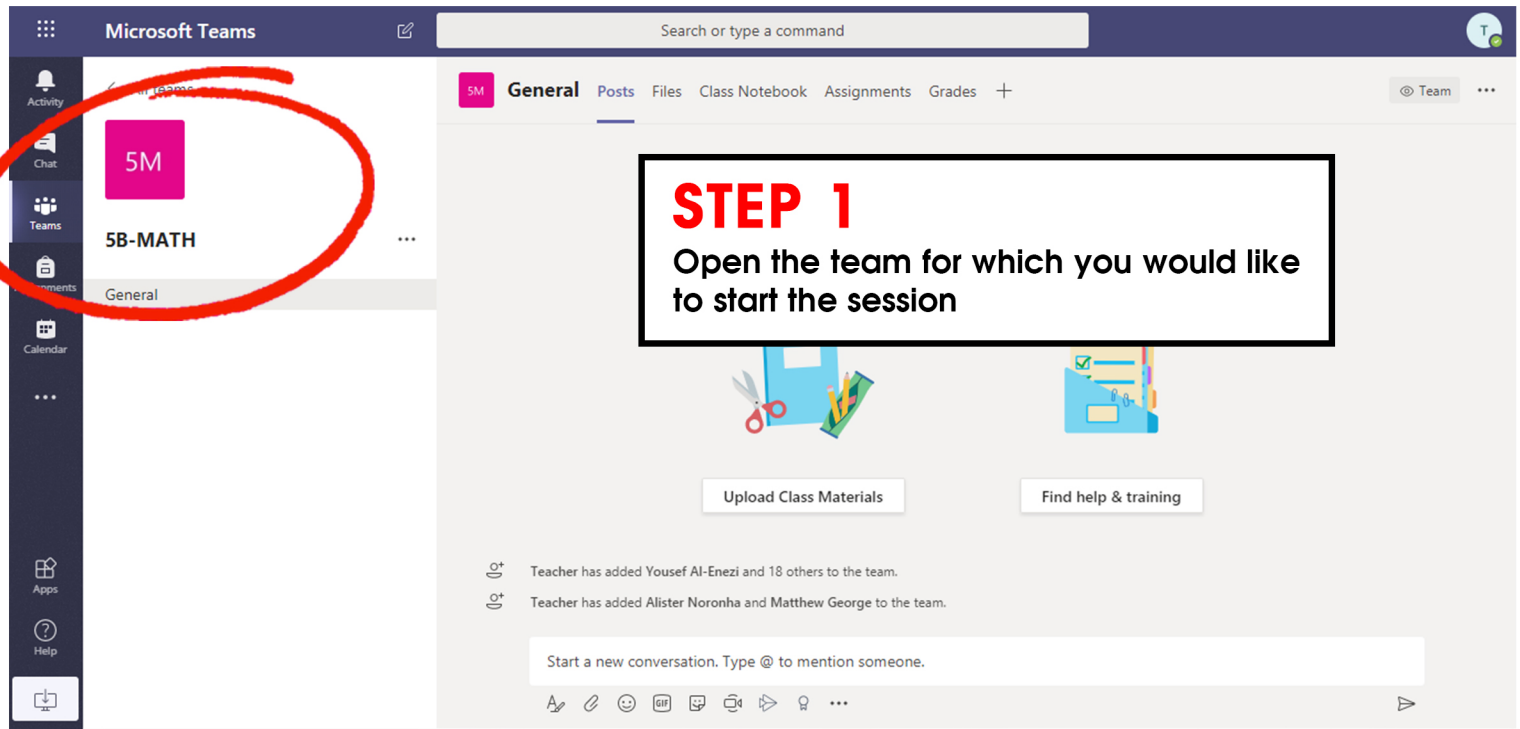 Microsoft Teams
Search or type a command
T
Activity
Chat
Teams
Calendar
Apps
Help
teams
5M
5B-MATH
General
5M General Posts Files Class Notebook Assignments Grades
Team
STEP 1
Open the team for which you would like
to start the session
Upload Class Materials
Find help & training
Teacher has added Yousef Al-Enezi and 18 others to the team.
Teacher has added Alister Noronha and Matthew George to the team.
Start a new conversation. Type @ to mention someone.
GIF